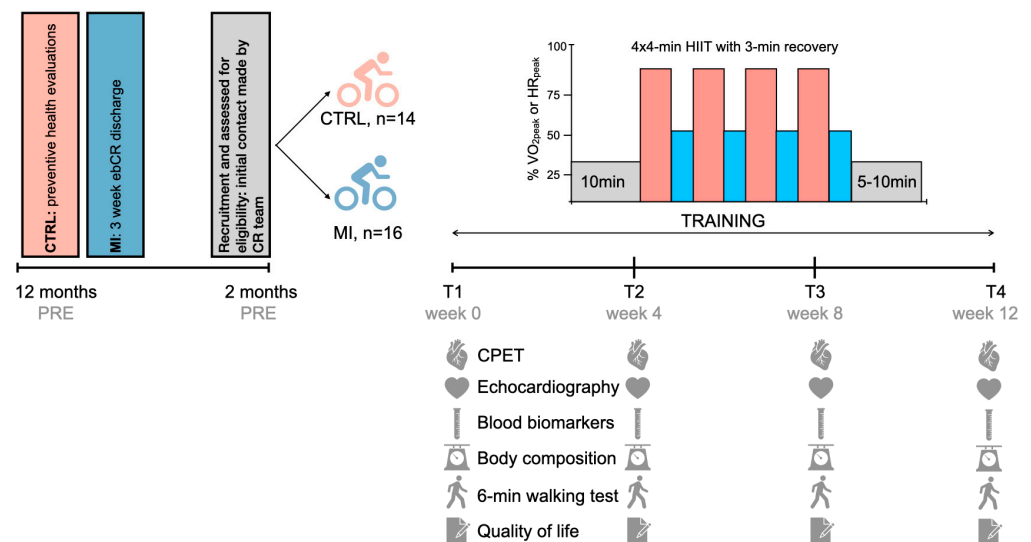 CTRL: preventive health evaluations
MI: 3 week ebCR discharge
Recruitment and assessed for
eligibility: initial contact made by
CR team
CTRL, n=14
MI, n=16
4x4-min HIIT with 3-min recovery
% VO2peak or HRpeak
100
75
50
25
10min
5-10min
TRAINING
12 months
PRE
2 months
PRE
T1
week 0
T2
week 4
T3
week 8
T4
week 12
CPET
Echocardiography
Blood biomarkers
Body composition
6-min walking test
Quality of life